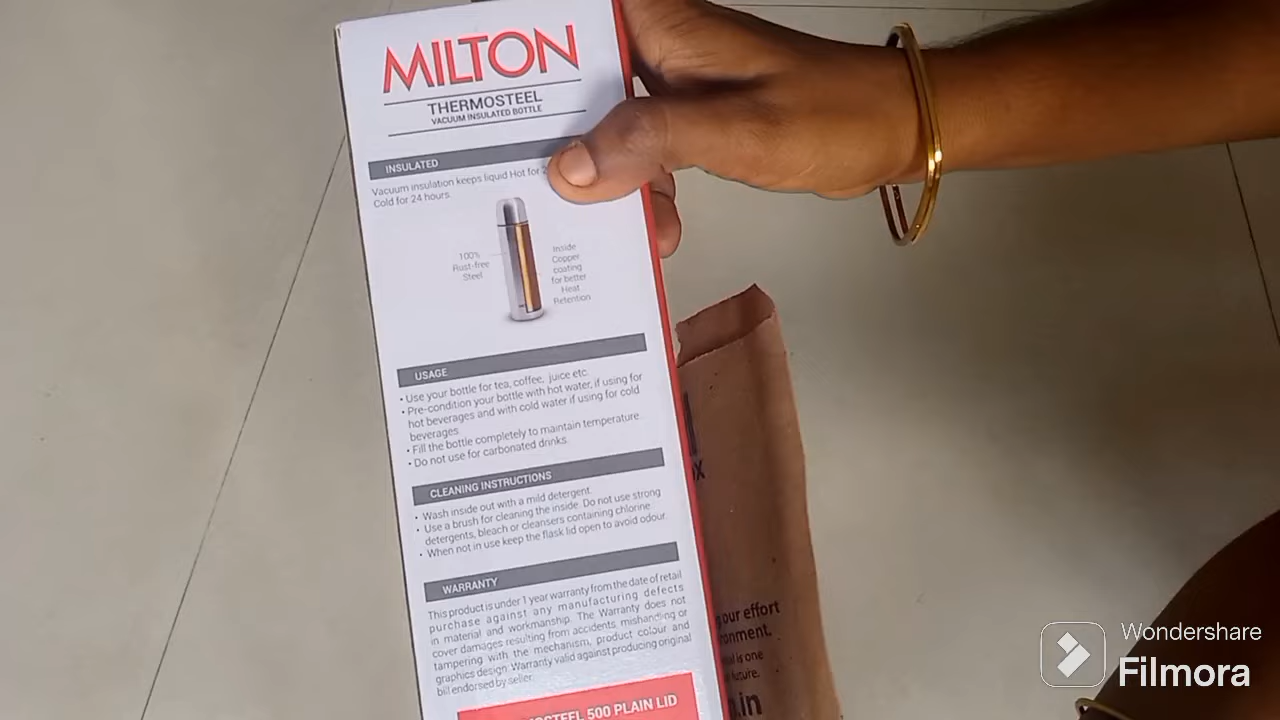 MILTON
THERMOSTEEL
VACUUM INSULATED BOTTLE
INSULATED
Vacuum insulation keeps liquid Hot for
Cold for 24 hours.
100%
Rust-free
Steel
Inside
Copper
coating
for better
Heat
Retention
USAGE
• Use your bottle for tea, coffee, juice etc.
• Pre-condition your bottle with hot water, if using for
hot beverages and with cold water if using for cold
beverages
• Fill the bottle completely to maintain temperature.
• Do not use for carbonated drinks.
CLEANING INSTRUCTIONS
• Wash inside out with a mild detergent.
• Use a brush for cleaning the inside. Do not use strong
detergents, bleach or cleansers containing chlorine.
• When not in use keep the flask lid open to avoid odour.
WARRANTY
This product is under 1 year warranty from the date of retail
purchase against any manufacturing defects
in material and workmanship. The Warranty does not
cover damages resulting from accidents, mishandling or
tampering with the mechanism, product colour and
graphics design. Warranty valid against producing original
bill endorsed by seller.
500 PLAIN LID
effort
is one
future.
.in
Wondershare
Filmora